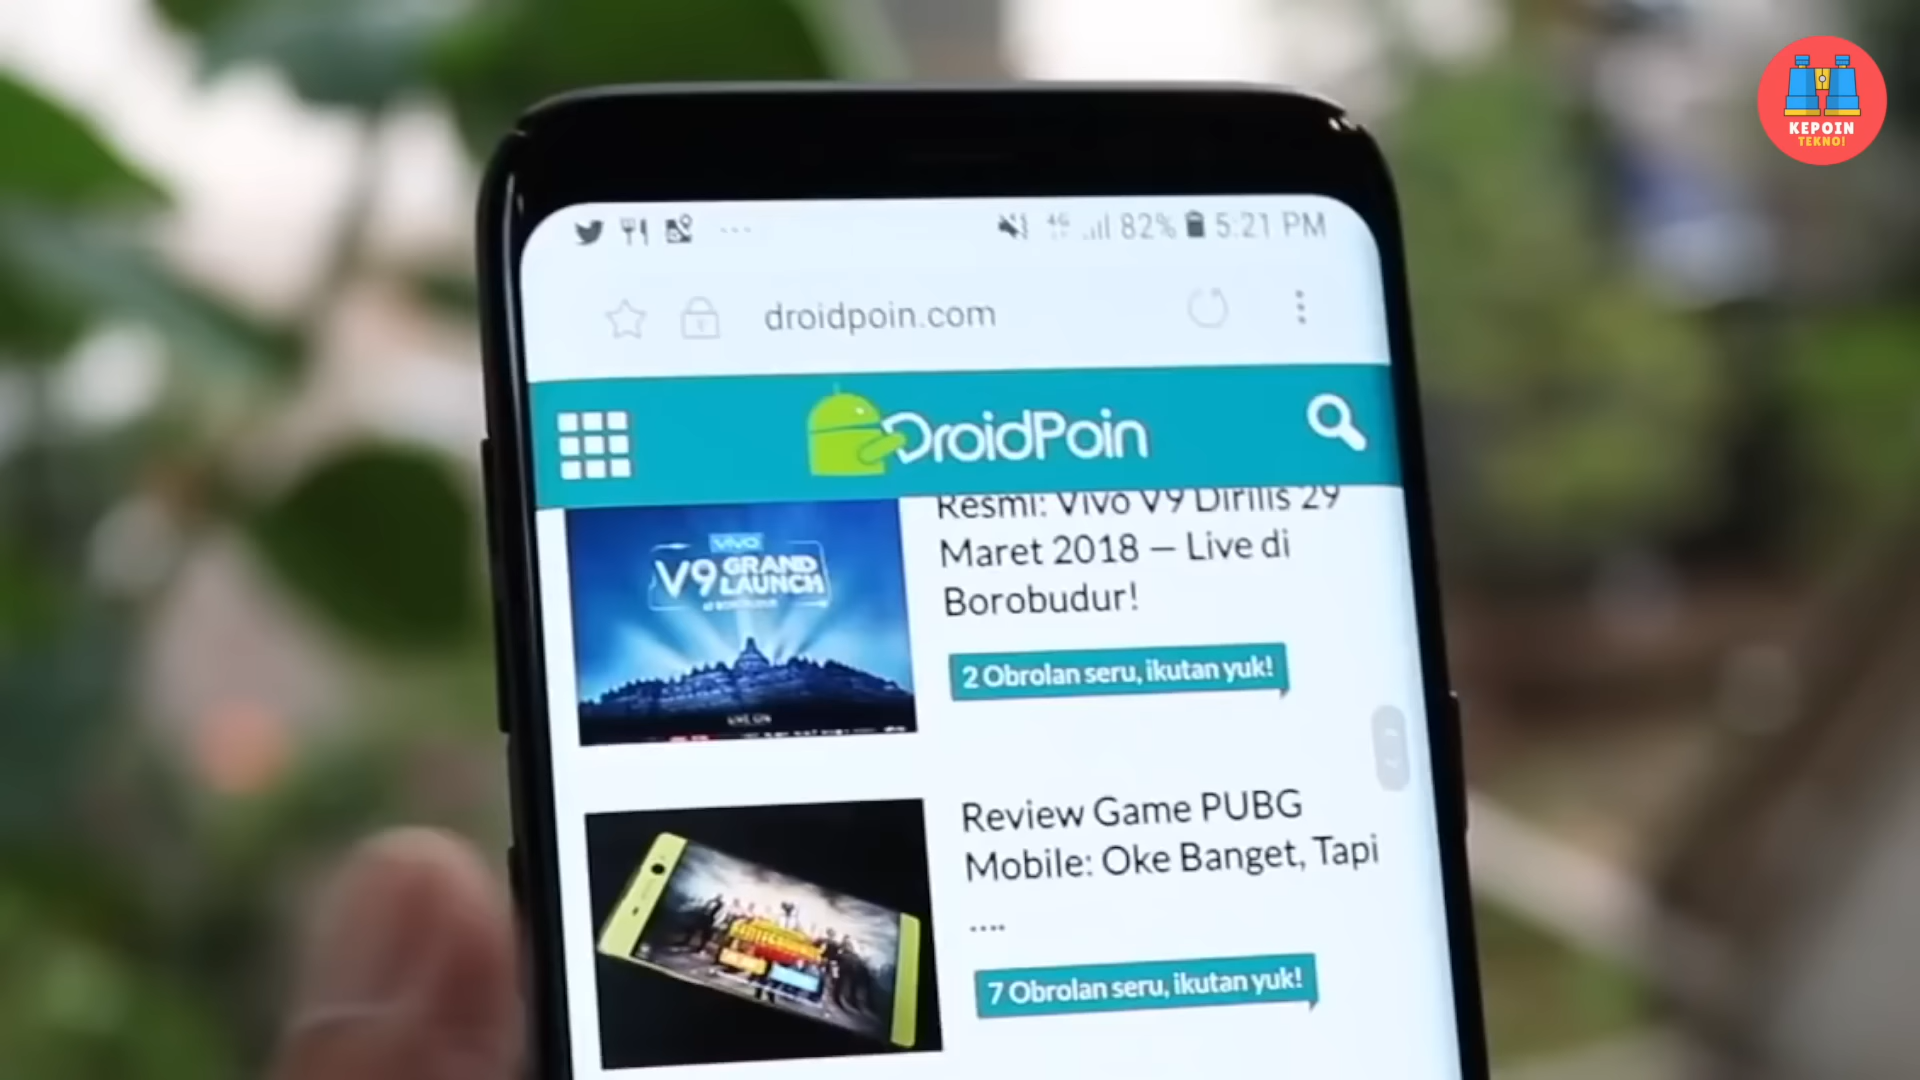 KEPOIN
TEKNO!
4G 82% 5:21 PM
droidpoin.com
DroidPoin
Resmi: Vivo V9 Dirilis 29
Maret 2018 – Live di
Borobudur!
vivo
V9 GRAND
LAUNCH
2 Obrolan seru, ikutan yuk!
Review Game PUBG
Mobile: Oke Banget, Tapi
....
7 Obrolan seru, ikutan yuk!